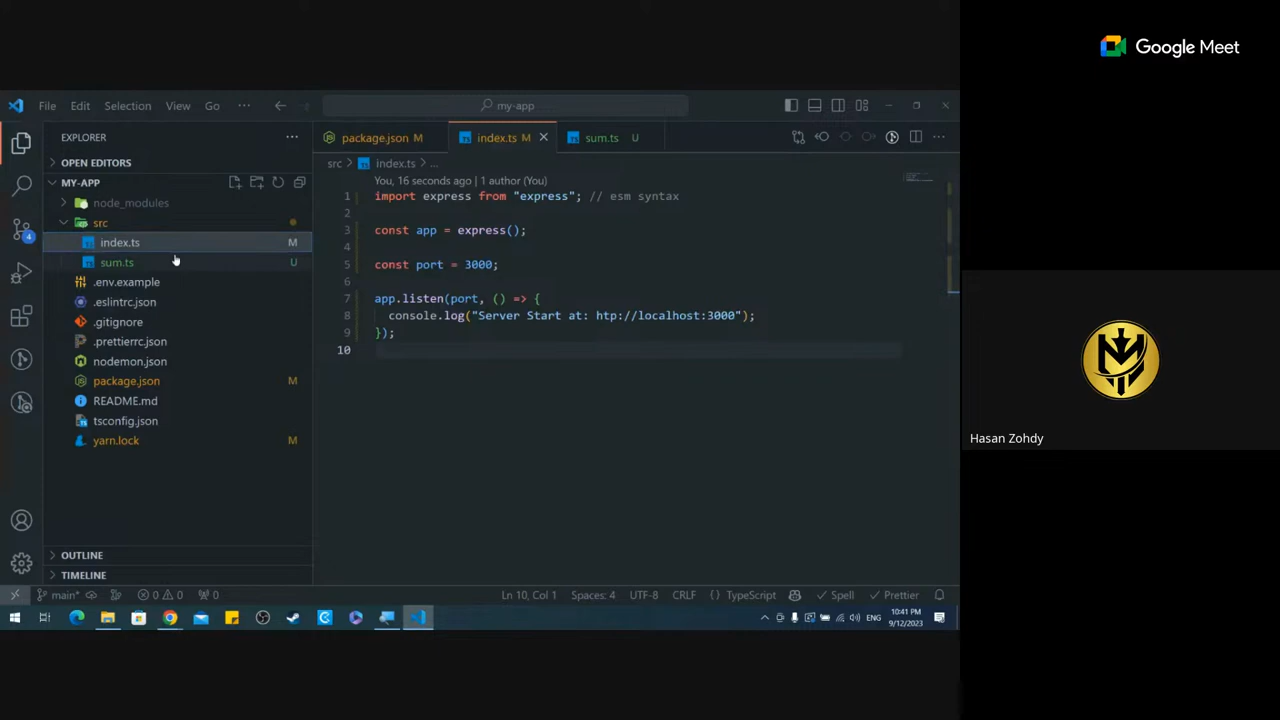 Google Meet
File Edit Selection View Go ··· my-app
EXPLORER ···
package.json M
index.ts M
sum.ts U
OPEN EDITORS
MY-APP
node_modules
src
index.ts M
sum.ts U
.env.example
.eslintrc.json
.gitignore
.prettierrc.json
nodemon.json
package.json M
README.md
tsconfig.json
yarn.lock M
OUTLINE
TIMELINE
src > index.ts > ...
You, 16 seconds ago | 1 author (You)
1 import express from "express"; // esm syntax
2
3 const app = express();
4
5 const port = 3000;
6
7 app.listen(port, () => {
8 console.log("Server Start at: htp://localhost:3000");
9 });
10
4
main* 0 0 0 Ln 10, Col 1 Spaces: 4 UTF-8 CRLF {} TypeScript Spell Prettier
ENG
10:41 PM
9/12/2023
Hasan Zohdy